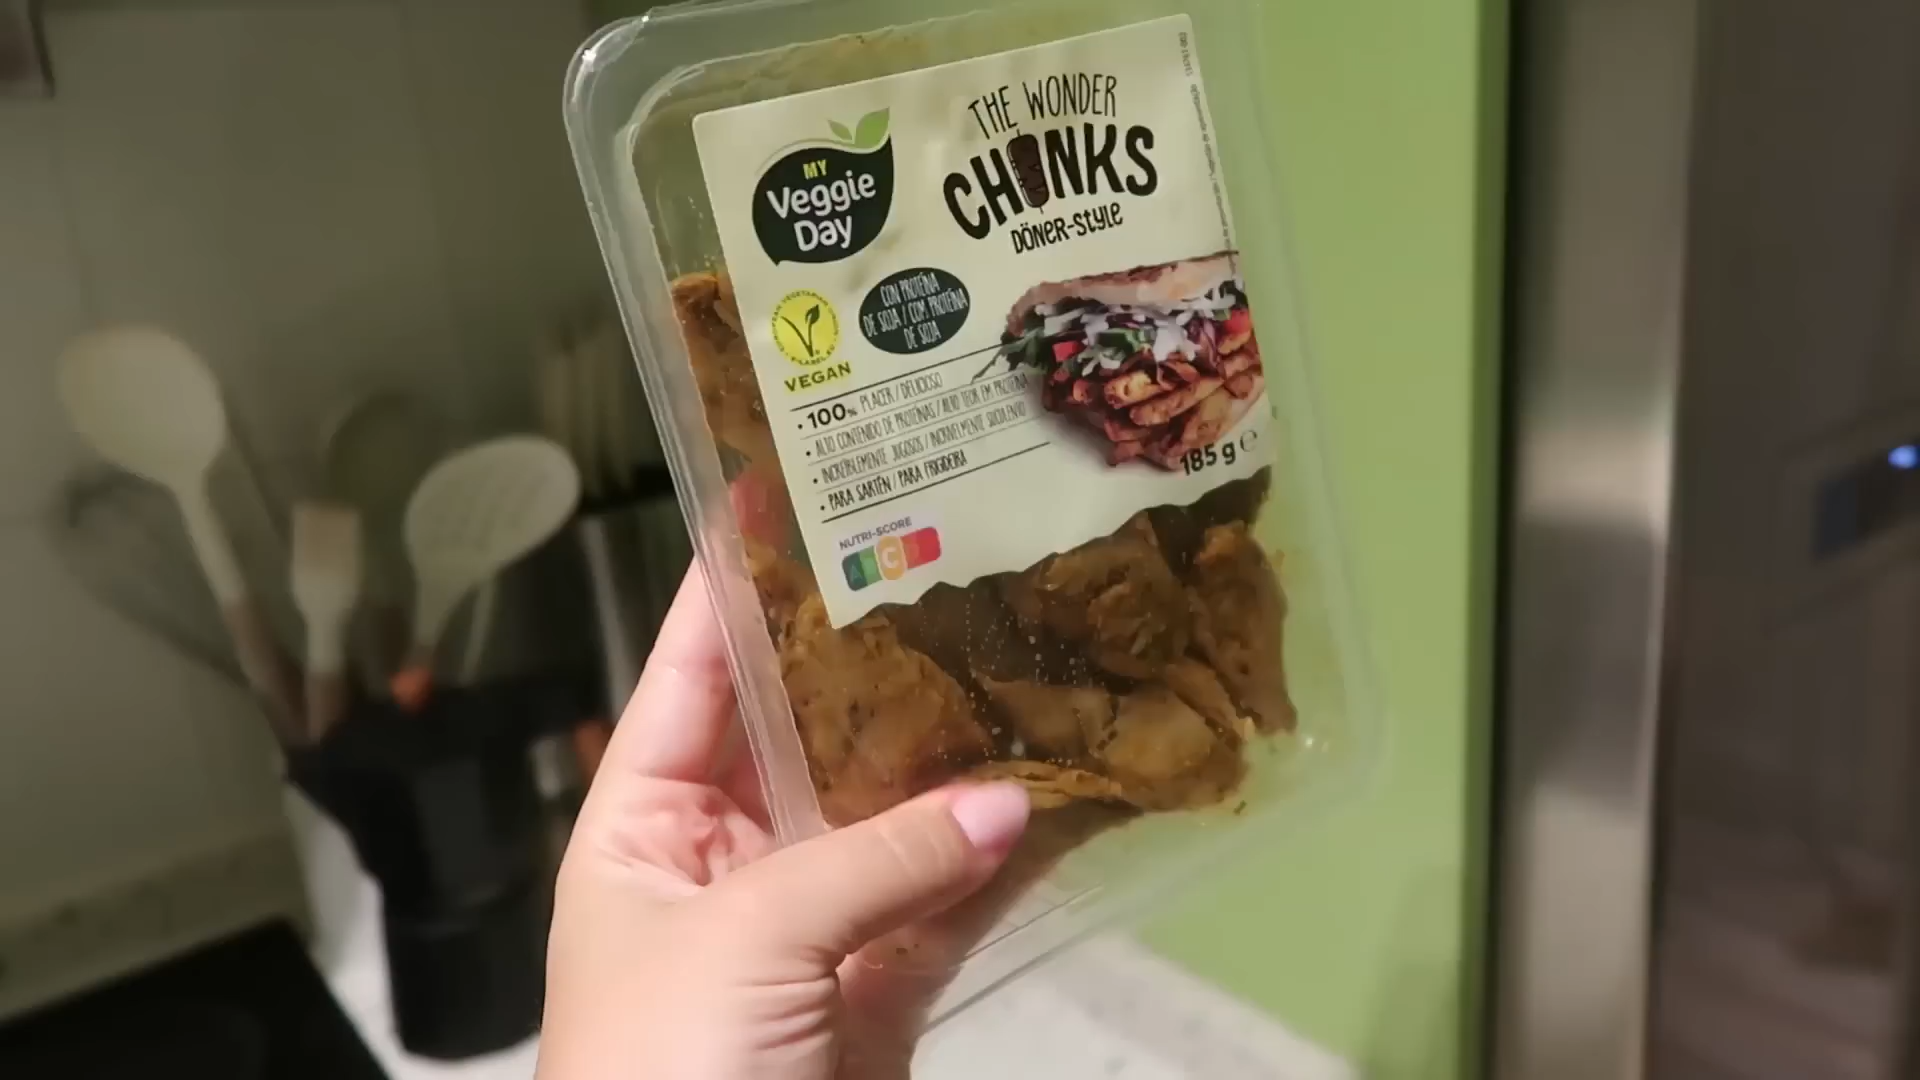 MY
Veggie
Day
THE WONDER
CHUNKS
DÖNER-STYLE
EUROPEAN VEGETARIAN
VEGAN
CON PROTEÍNA
DE SOJA / COM PROTEÍNA
DE SOJA
• 100% PLACER / DELICIOSO
• ALTO CONTENIDO DE PROTEÍNAS / ALTO TEOR EM PROTEÍNA
• INCREÍBLEMENTE JUGOSOS / INCRIVELMENTE SUCULENTO
• PARA SARTÉN / PARA FRIGIDEIRA
185 g ℮
NUTRI-SCORE
A
C